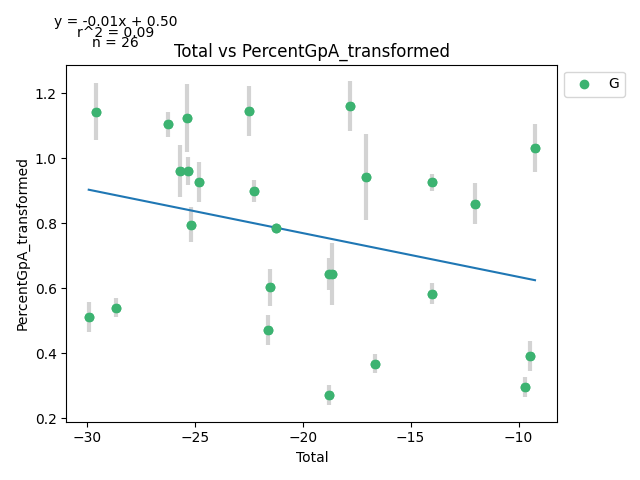 y = -0.01x + 0.50
r^2 = 0.09
n = 26
Total vs PercentGpA_transformed
G
1.2
1.0
0.8
0.6
0.4
0.2
PercentGpA_transformed
−30
−25
−20
−15
−10
Total